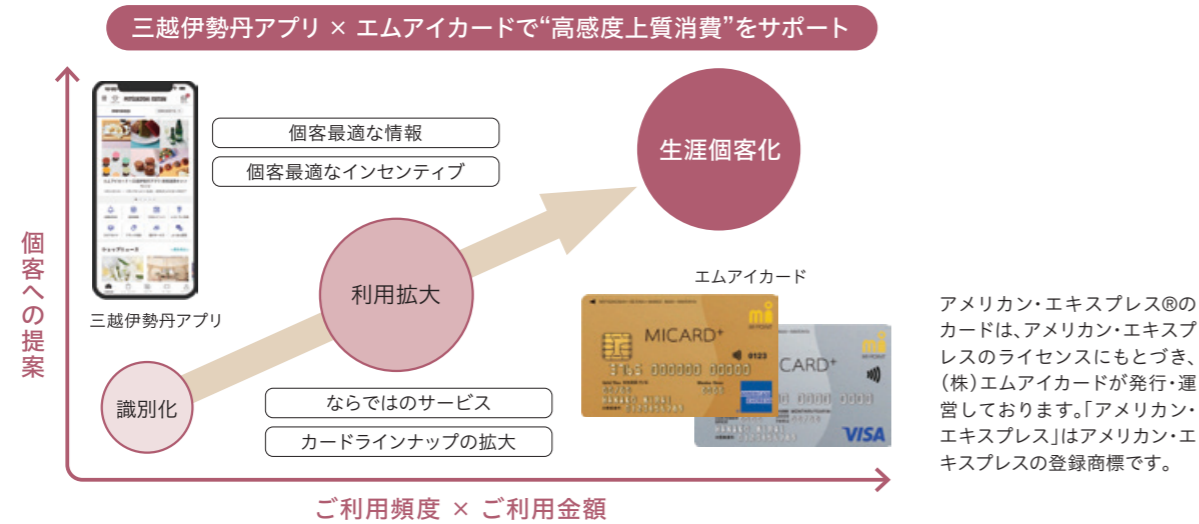 三越伊勢丹アプリ × エムアイカードで“高感度上質消費”をサポート
個客最適な情報
個客最適なインセンティブ
生涯個客化
利用拡大
個客への提案
三越伊勢丹アプリ
識別化
ならではのサービス
カードラインナップの拡大
エムアイカード
MICARD+
0123
AMERICAN EXPRESS
CARD+
VISA
アメリカン・エキスプレス®の
カードは、アメリカン・エキスプ
レスのライセンスにもとづき、
(株)エムアイカードが発行・運
営しております。「アメリカン・
エキスプレス」はアメリカン・エ
キスプレスの登録商標です。
ご利用頻度 × ご利用金額